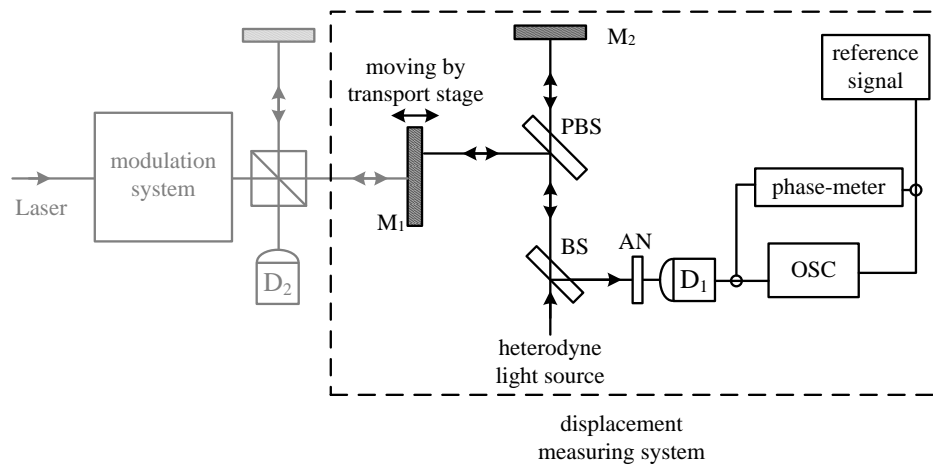 M₂
reference
signal
moving by
transport stage
PBS
modulation
system
phase-meter
Laser
M₁
BS
AN
D₁
OSC
D₂
heterodyne
light source
displacement
measuring system